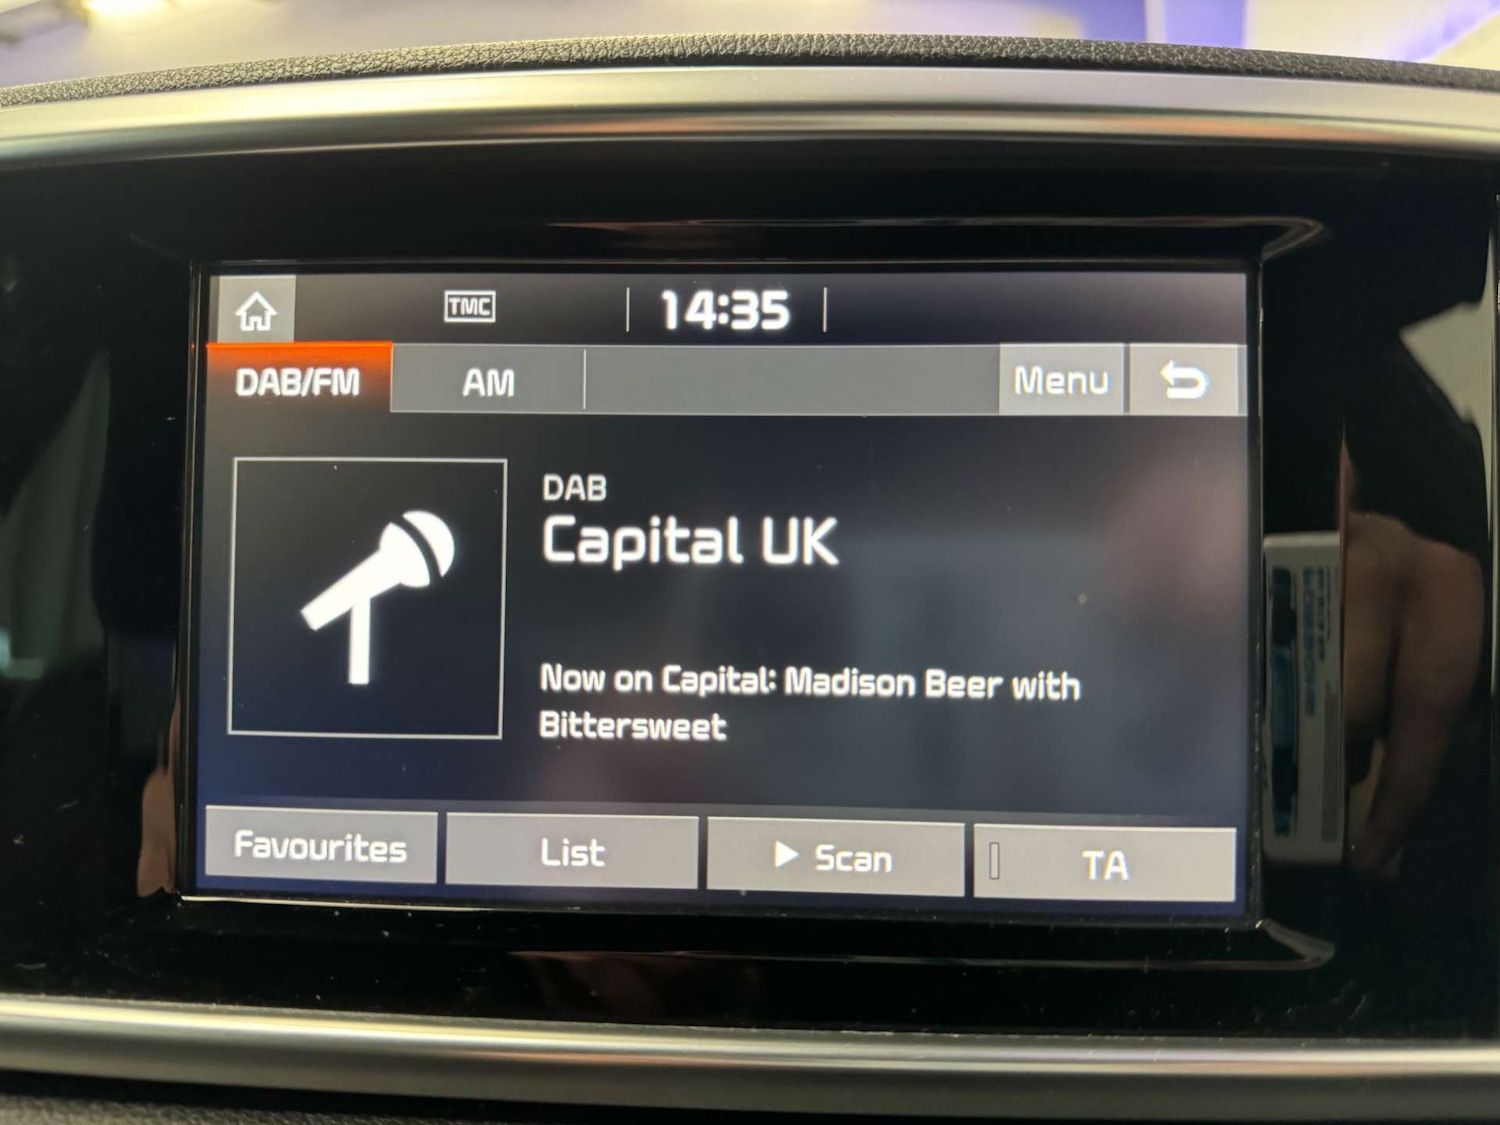 TMC
14:35
DAB/FM
AM
Menu
DAB
Capital UK
Now on Capital: Madison Beer with
Bittersweet
Favourites
List
Scan
TA